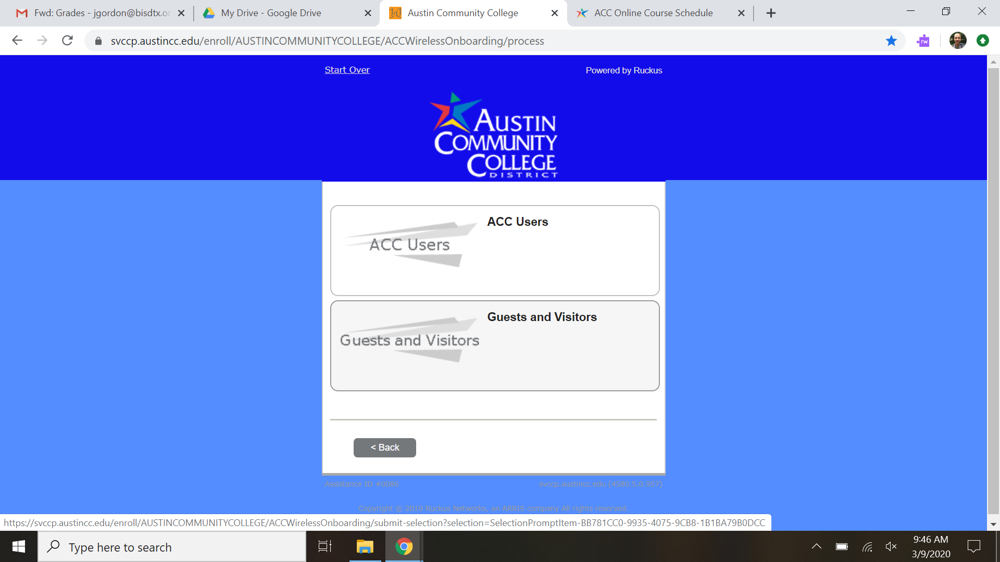 Fwd: Grades - jgordon@bisdtx.or
My Drive - Google Drive
Austin Community College
ACC Online Course Schedule
svccp.austincc.edu/enroll/AUSTINCOMMUNITYCOLLEGE/ACCWirelessOnboarding/process
rw
Start Over
Powered by Ruckus
AUSTIN
COMMUNITY
COLLEGE
DISTRICT
ACC Users
ACC Users
Guests and Visitors
Guests and Visitors
< Back
Assistance ID #0086
svccp.austincc.edu (4580.5.0.957)
Copyright © 2019 Ruckus Networks, an ARRIS company All rights reserved.
https://svccp.austincc.edu/enroll/AUSTINCOMMUNITYCOLLEGE/ACCWirelessOnboarding/submit-selection?selection=SelectionPromptItem-BB781CC0-9935-4075-9CB8-1B1BA79B0DCC
Type here to search
9:46 AM
3/9/2020